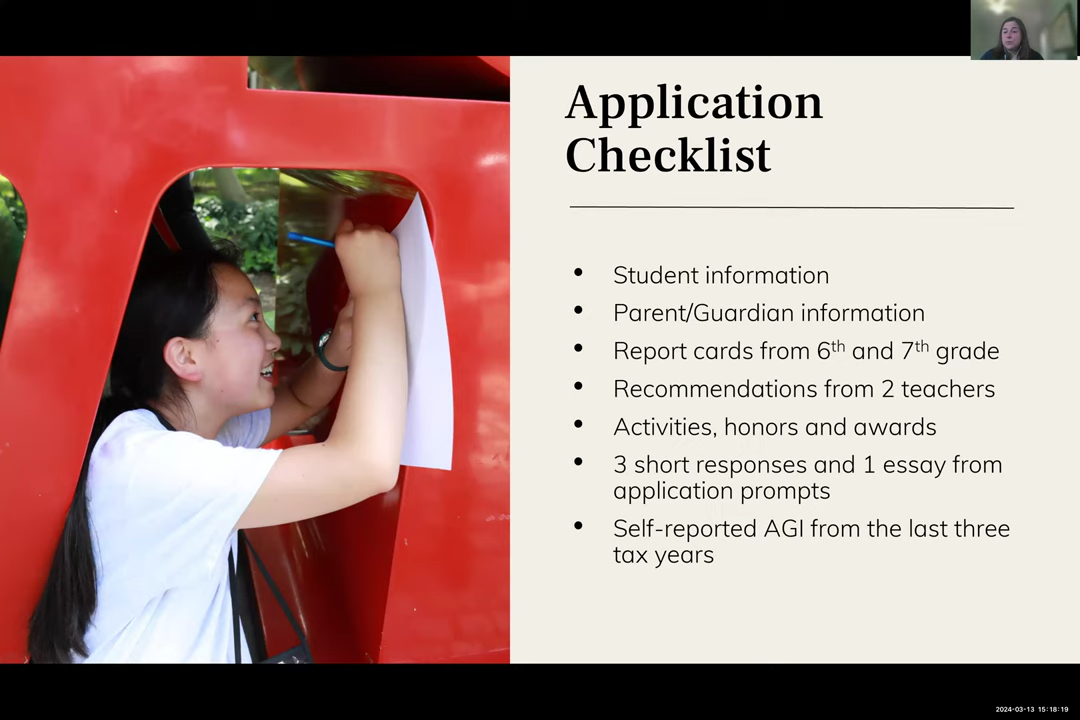 Application
Checklist
• Student information
• Parent/Guardian information
• Report cards from 6th and 7th grade
• Recommendations from 2 teachers
• Activities, honors and awards
• 3 short responses and 1 essay from
application prompts
• Self-reported AGI from the last three
tax years
2024-03-13 15:18:19